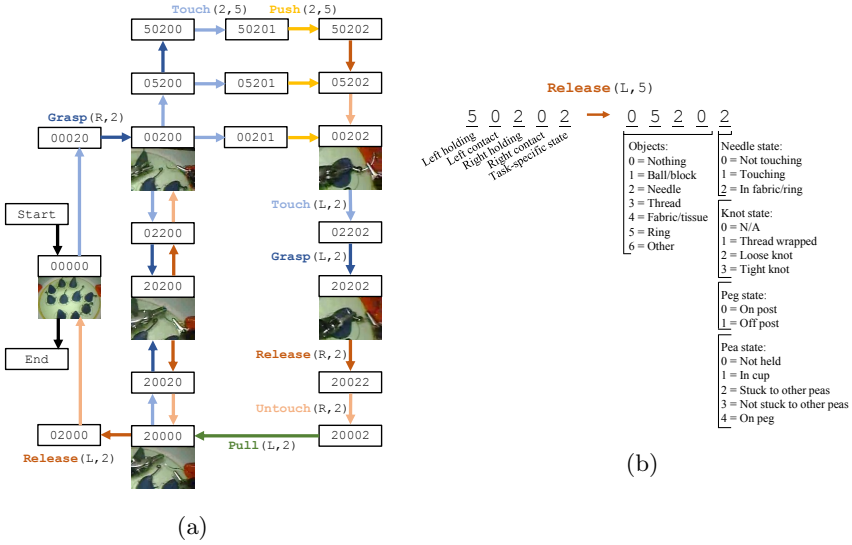 Touch(2,5) Push(2,5)
50200 50201 50202
05200 05201 05202
Grasp(R,2)
00020 00200 00201 00202
Touch(L,2)
Start
02200 02202
Grasp(L,2)
00000
20200 20202
Release(R,2)
End
20020 20022
Untouch(R,2)
02000 20000 20002
Release(L,2) Pull(L,2)
(a)
Release(L,5)
5 0 2 0 2 0 5 2 0 2
Left holding
Left contact
Right holding
Right contact
Task-specific state
Objects:
0 = Nothing
1 = Ball/block
2 = Needle
3 = Thread
4 = Fabric/tissue
5 = Ring
6 = Other
Needle state:
0 = Not touching
1 = Touching
2 = In fabric/ring
Knot state:
0 = N/A
1 = Thread wrapped
2 = Loose knot
3 = Tight knot
Peg state:
0 = On post
1 = Off post
Pea state:
0 = Not held
1 = In cup
2 = Stuck to other peas
3 = Not stuck to other peas
4 = On peg
(b)